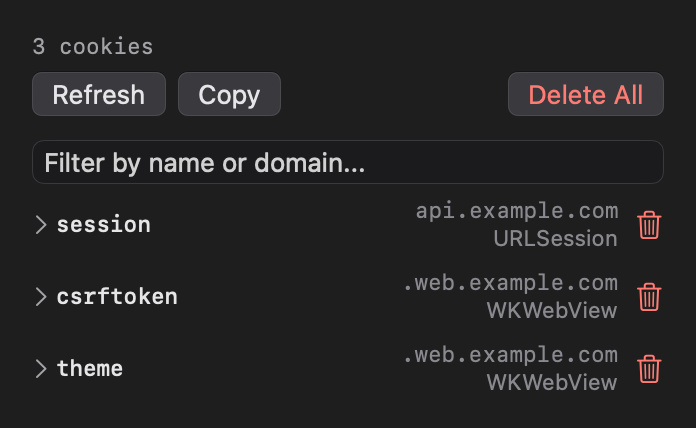 3 cookies
Refresh Copy Delete All
Filter by name or domain...
session api.example.com
URLSession
csrftoken .web.example.com
WKWebView
theme .web.example.com
WKWebView